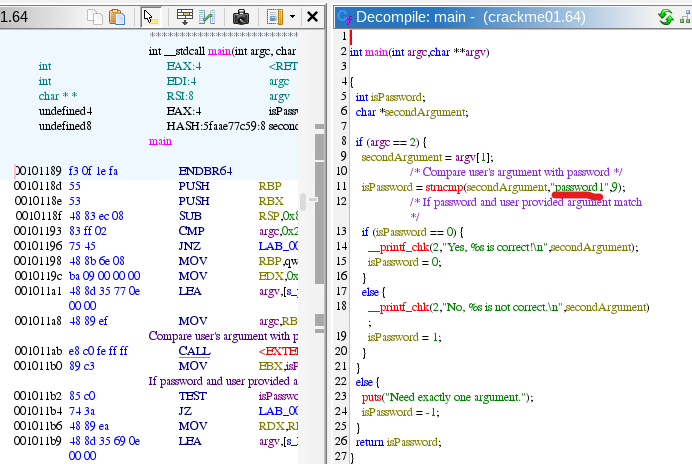 1.64
Decompile: main - (crackme01.64)
************************************
int __stdcall main(int argc, char
int EAX:4 <RET
int EDI:4 argc
char * * RSI:8 argv
undefined4 EAX:4 isPa
undefined8 HASH:5faae77c59:8 secon
main
00101189 f3 0f 1e fa ENDBR64
0010118d 55 PUSH RBP
0010118e 53 PUSH RBX
0010118f 48 83 ec 08 SUB RSP,0x8
00101193 83 ff 02 CMP argc,0x2
00101196 75 45 JNZ LAB_00
00101198 48 8b 6e 08 MOV RBP,qw
0010119c ba 09 00 00 00 MOV EDX,0x
001011a1 48 8d 35 77 0e LEA argv,[s_
00 00
001011a8 48 89 ef MOV argc,RB
Compare user's argument with p
001011ab e8 c0 fe ff ff CALL <EXTE
001011b0 89 c3 MOV EBX,isP
If password and user provided a
001011b2 85 c0 TEST isPass
001011b4 74 3a JZ LAB_00
001011b6 48 89 ea MOV RDX,R
001011b9 48 8d 35 69 0e LEA argv,[s_
00 00
1
2 int main(int argc,char **argv)
3
4 {
5 int isPassword;
6 char *secondArgument;
7
8 if (argc == 2) {
9 secondArgument = argv[1];
10 /* Compare user's argument with password */
11 isPassword = strncmp(secondArgument,"password1",9);
12 /* If password and user provided argument match
*/
13 if (isPassword == 0) {
14 __printf_chk(2,"Yes, %s is correct!\n",secondArgument);
15 isPassword = 0;
16 }
17 else {
18 __printf_chk(2,"No, %s is not correct.\n",secondArgument)
;
19 isPassword = 1;
20 }
21 }
22 else {
23 puts("Need exactly one argument.");
24 isPassword = -1;
25 }
26 return isPassword;
27 }